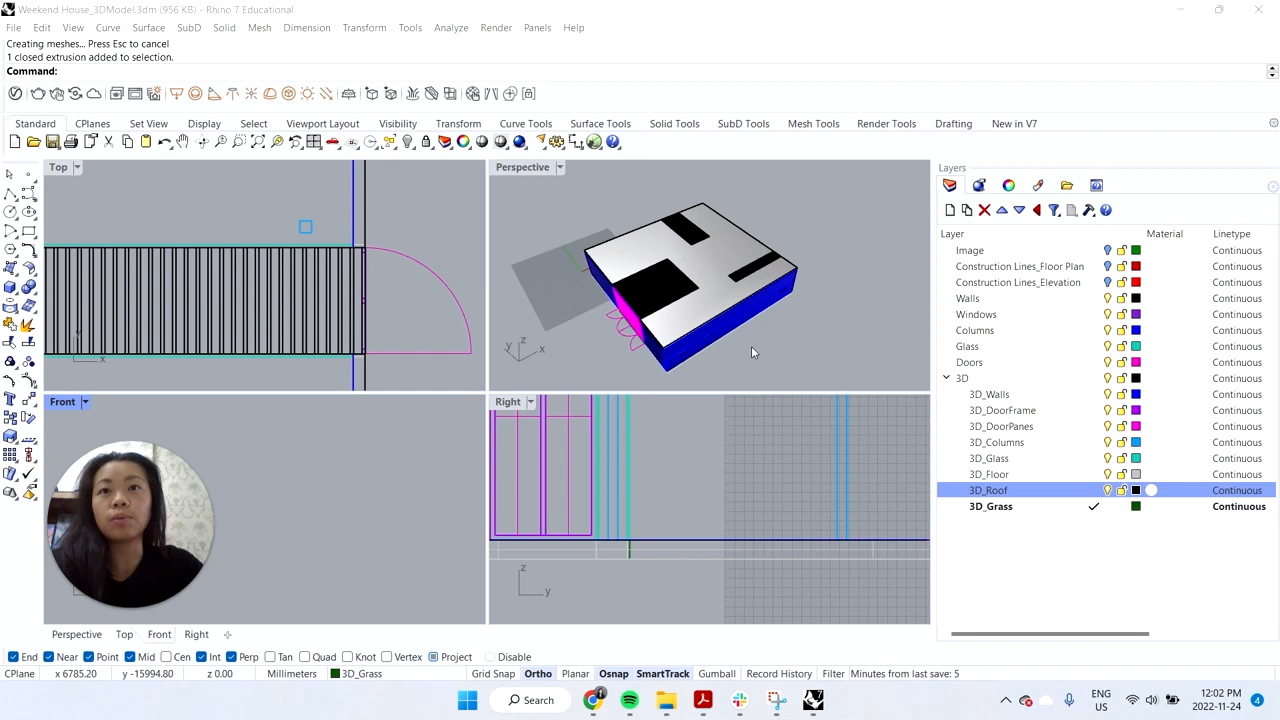 Weekend House_3DModel.3dm (956 KB) - Rhino 7 Educational
File Edit View Curve Surface SubD Solid Mesh Dimension Transform Tools Analyze Render Panels Help
Creating meshes... Press Esc to cancel
1 closed extrusion added to selection.
Command:
Standard CPlanes Set View Display Select Viewport Layout Visibility Transform Curve Tools Surface Tools Solid Tools SubD Tools Mesh Tools Render Tools Drafting New in V7
Top
x
Perspective
z
y
x
Front
Right
z
y
Layers
Layer Material Linetype
Image Continuous
Construction Lines_Floor Plan Continuous
Construction Lines_Elevation Continuous
Walls Continuous
Windows Continuous
Columns Continuous
Glass Continuous
Doors Continuous
3D Continuous
3D_Walls Continuous
3D_DoorFrame Continuous
3D_DoorPanes Continuous
3D_Columns Continuous
3D_Glass Continuous
3D_Floor Continuous
3D_Roof Continuous
3D_Grass Continuous
Perspective Top Front Right
End Near Point Mid Cen Int Perp Tan Quad Knot Vertex Project Disable
CPlane x 6785.20 y -15994.80 z 0.00 Millimeters 3D_Grass Grid Snap Ortho Planar Osnap SmartTrack Gumball Record History Filter Minutes from last save: 5
Search
ENG
US
12:02 PM
2022-11-24
4